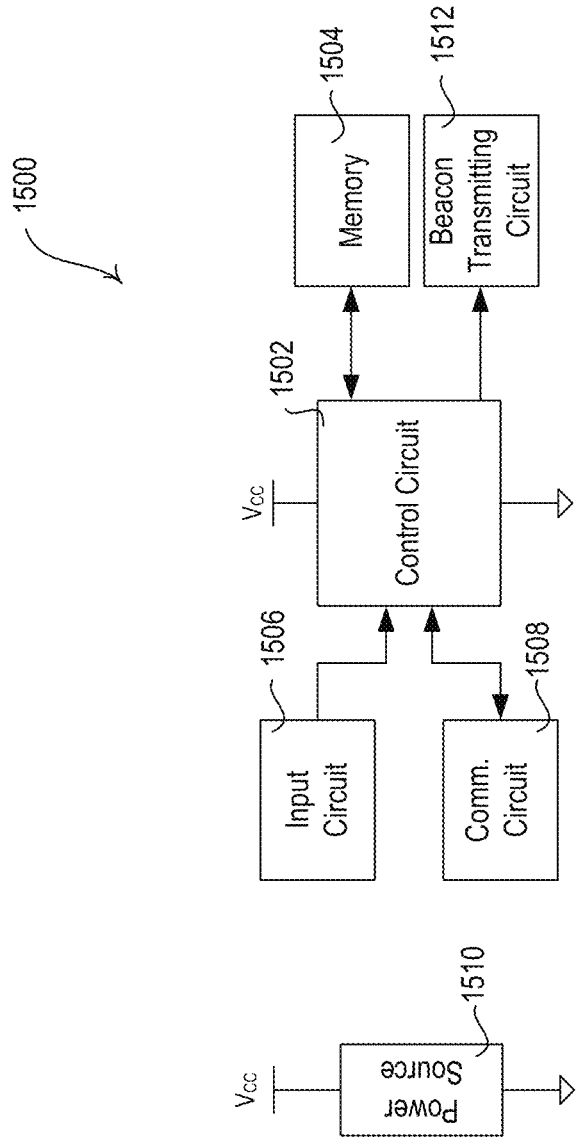 1500
Vcc
Power
Source
1510
Input
Circuit
1506
Comm.
Circuit
1508
Vcc
Control Circuit
1502
Memory
1504
Beacon
Transmitting
Circuit
1512